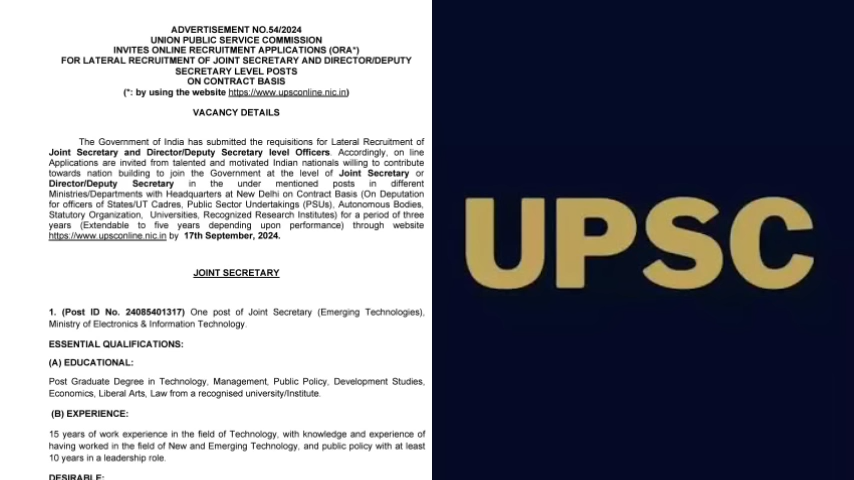 ADVERTISEMENT NO.54/2024
UNION PUBLIC SERVICE COMMISSION
INVITES ONLINE RECRUITMENT APPLICATIONS (ORA*)
FOR LATERAL RECRUITMENT OF JOINT SECRETARY AND DIRECTOR/DEPUTY
SECRETARY LEVEL POSTS
ON CONTRACT BASIS
(*: by using the website https://www.upsconline.nic.in)
VACANCY DETAILS
The Government of India has submitted the requisitions for Lateral Recruitment of
Joint Secretary and Director/Deputy Secretary level Officers. Accordingly, on line
Applications are invited from talented and motivated Indian nationals willing to contribute
towards nation building to join the Government at the level of Joint Secretary or
Director/Deputy Secretary in the under mentioned posts in different
Ministries/Departments with Headquarters at New Delhi on Contract Basis (On Deputation
for officers of States/UT Cadres, Public Sector Undertakings (PSUs), Autonomous Bodies,
Statutory Organization, Universities, Recognized Research Institutes) for a period of three
years (Extendable to five years depending upon performance) through website
https://www.upsconline.nic.in by 17th September, 2024.
JOINT SECRETARY
1. (Post ID No. 24085401317) One post of Joint Secretary (Emerging Technologies),
Ministry of Electronics & Information Technology.
ESSENTIAL QUALIFICATIONS:
(A) EDUCATIONAL:
Post Graduate Degree in Technology, Management, Public Policy, Development Studies,
Economics, Liberal Arts, Law from a recognised university/Institute.
(B) EXPERIENCE:
15 years of work experience in the field of Technology, with knowledge and experience of
having worked in the field of New and Emerging Technology, and public policy with at least
10 years in a leadership role.
DESIRABLE:
UPSC